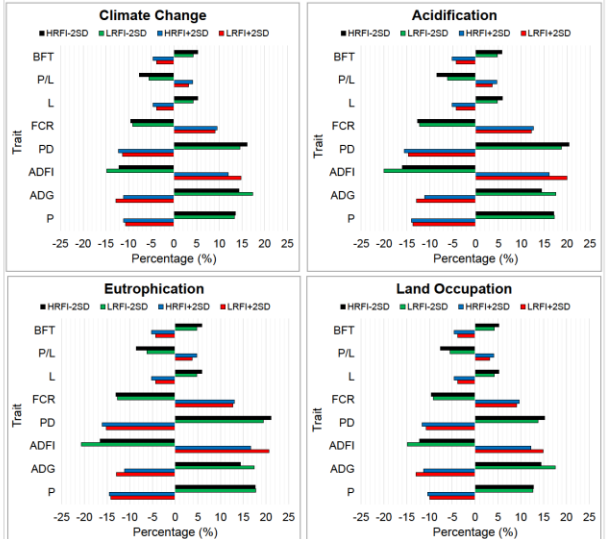 Climate Change
HRFI-2SD LRFI-2SD HRFI+2SD LRFI+2SD
Trait
BFT
P/L
L
FCR
PD
ADFI
ADG
P
-25 -20 -15 -10 -5 0 5 10 15 20 25
Percentage (%)
Acidification
HRFI-2SD LRFI-2SD HRFI+2SD LRFI+2SD
Trait
BFT
P/L
L
FCR
PD
ADFI
ADG
P
-25 -20 -15 -10 -5 0 5 10 15 20 25
Percentage (%)
Eutrophication
HRFI-2SD LRFI-2SD HRFI+2SD LRFI+2SD
Trait
BFT
P/L
L
FCR
PD
ADFI
ADG
P
-25 -20 -15 -10 -5 0 5 10 15 20 25
Percentage (%)
Land Occupation
HRFI-2SD LRFI-2SD HRFI+2SD LRFI+2SD
Trait
BFT
P/L
L
FCR
PD
ADFI
ADG
P
-25 -20 -15 -10 -5 0 5 10 15 20 25
Percentage (%)